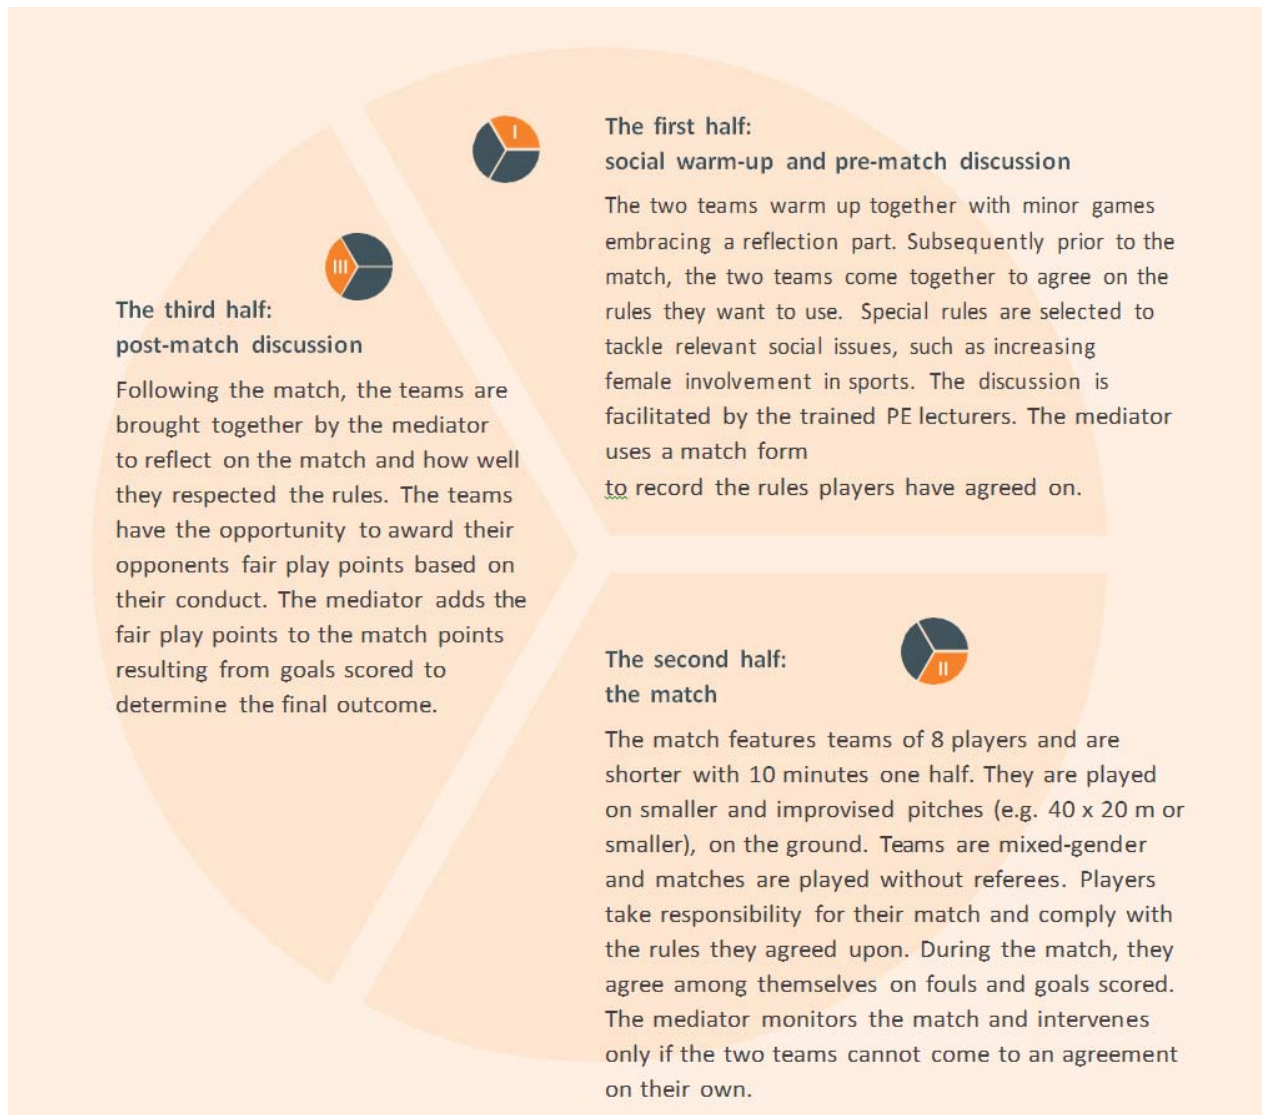 I
The first half:
social warm-up and pre-match discussion
The two teams warm up together with minor games
embracing a reflection part. Subsequently prior to the
match, the two teams come together to agree on the
rules they want to use. Special rules are selected to
tackle relevant social issues, such as increasing
female involvement in sports. The discussion is
facilitated by the trained PE lecturers. The mediator
uses a match form
to record the rules players have agreed on.
II
The second half:
the match
The match features teams of 8 players and are
shorter with 10 minutes one half. They are played
on smaller and improvised pitches (e.g. 40 x 20 m or
smaller), on the ground. Teams are mixed-gender
and matches are played without referees. Players
take responsibility for their match and comply with
the rules they agreed upon. During the match, they
agree among themselves on fouls and goals scored.
The mediator monitors the match and intervenes
only if the two teams cannot come to an agreement
on their own.
III
The third half:
post-match discussion
Following the match, the teams are
brought together by the mediator
to reflect on the match and how well
they respected the rules. The teams
have the opportunity to award their
opponents fair play points based on
their conduct. The mediator adds the
fair play points to the match points
resulting from goals scored to
determine the final outcome.